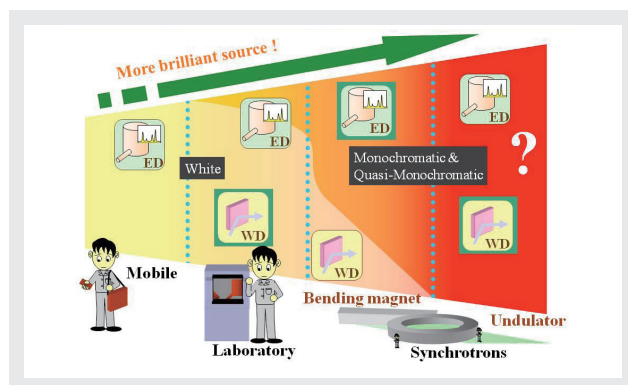 More brilliant source !
ED
ED
ED
ED
White
Monochromatic &
Quasi-Monochromatic
?
WD
WD
WD
Mobile
Bending magnet
Laboratory
Undulator
Synchrotrons